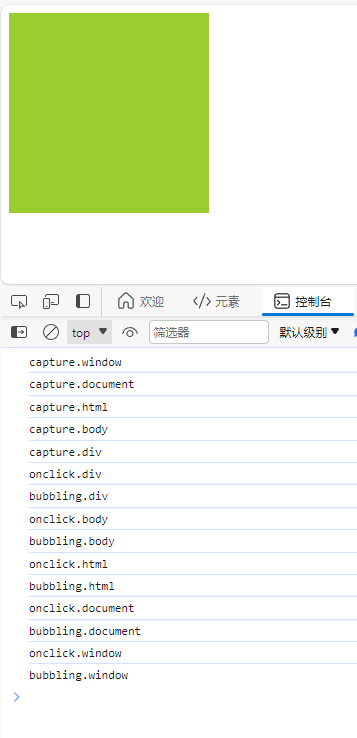 欢迎 元素 控制台
top 筛选器 默认级别
capture.window
capture.document
capture.html
capture.body
capture.div
onclick.div
bubbling.div
onclick.body
bubbling.body
onclick.html
bubbling.html
onclick.document
bubbling.document
onclick.window
bubbling.window